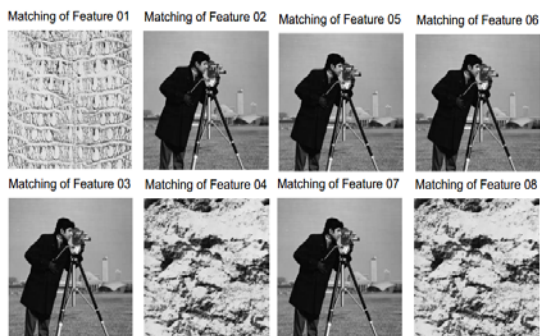 Matching of Feature 01
Matching of Feature 02
Matching of Feature 05
Matching of Feature 06
Matching of Feature 03
Matching of Feature 04
Matching of Feature 07
Matching of Feature 08